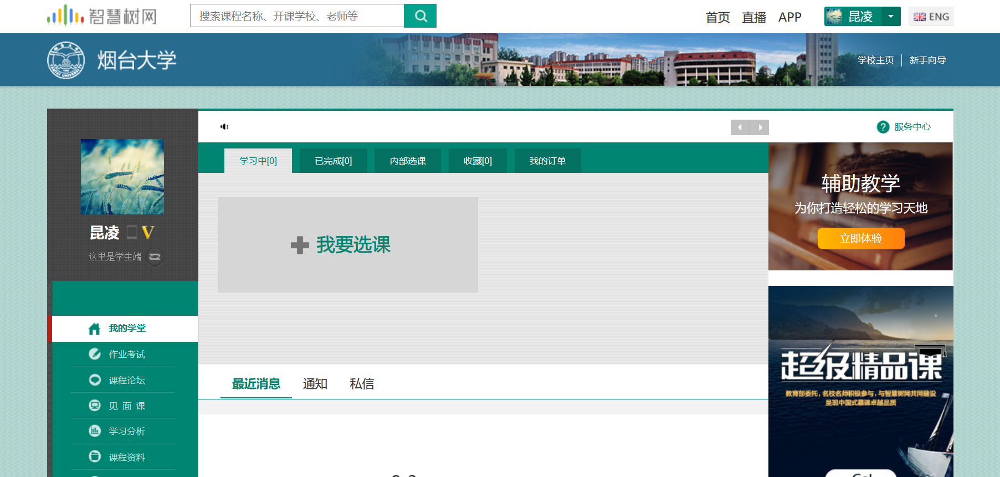 智慧树网
搜索课程名称、开课学校、老师等
首页 直播 APP
昆凌
ENG
烟台大学
YANTAI UNIVERSITY
学校主页 新手向导
昆凌 V
这里是学生端
服务中心
学习中[0]
已完成[0]
内部选课
收藏[0]
我的订单
我要选课
辅助教学
为你打造轻松的学习天地
立即体验
我的学堂
作业考试
课程论坛
见 面 课
学习分析
课程资料
最近消息
通知
私信
超级精品课
教育部委托，名校名师积极参与，与智慧树网共同建设
呈现中国式慕课卓越品质